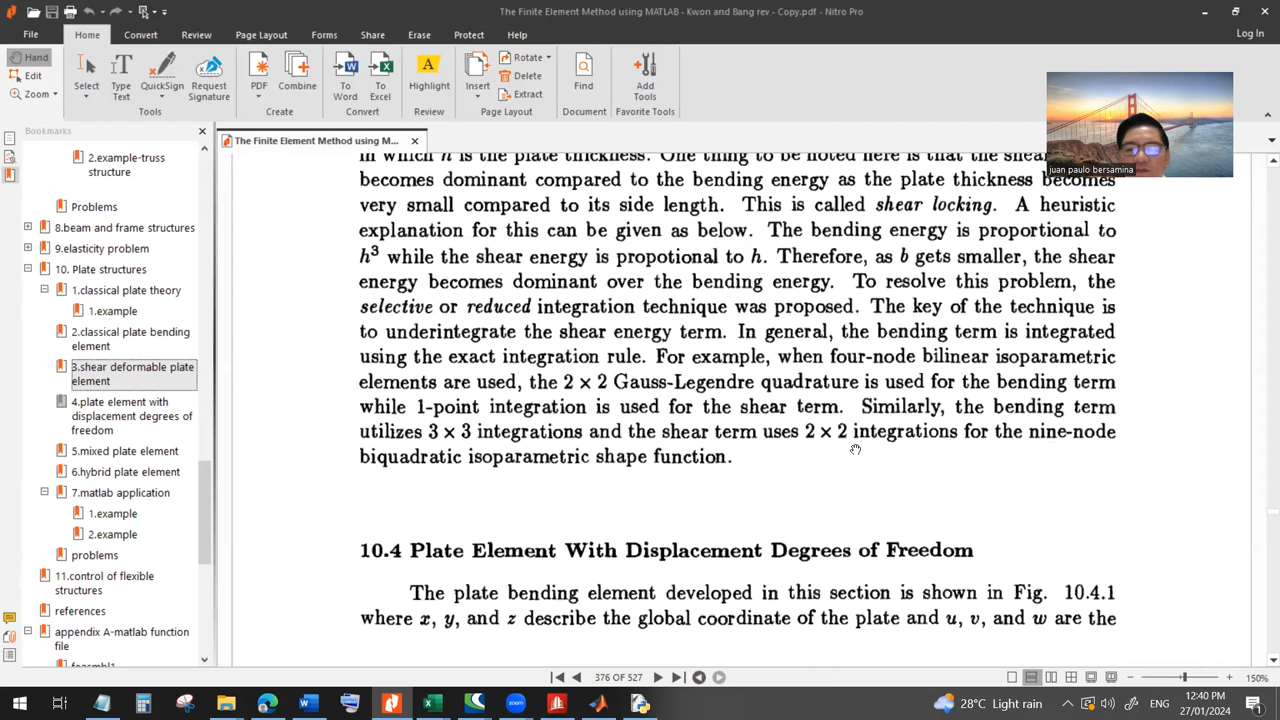 The Finite Element Method using MATLAB - Kwon and Bang rev - Copy.pdf - Nitro Pro
File
Home
Convert
Review
Page Layout
Forms
Share
Erase
Protect
Help
Log In
Hand
Edit
Zoom
Select
Type Text
QuickSign
Request Signature
Tools
PDF
Combine
Create
To Word
To Excel
Convert
Highlight
Review
Insert
Rotate
Delete
Extract
Page Layout
Find
Document
Add Tools
Favorite Tools
juan paulo bersamina
Bookmarks
The Finite Element Method using M...
2.example-truss
structure
Problems
8.beam and frame structures
9.elasticity problem
10. Plate structures
1.classical plate theory
1.example
2.classical plate bending
element
3.shear deformable plate
element
4.plate element with
displacement degrees of
freedom
5.mixed plate element
6.hybrid plate element
7.matlab application
1.example
2.example
problems
11.control of flexible
structures
references
appendix A-matlab function
file
feasmbl1
in which h is the plate thickness. One thing to be noted here is that the shear
becomes dominant compared to the bending energy as the plate thickness becomes
very small compared to its side length. This is called shear locking. A heuristic
explanation for this can be given as below. The bending energy is proportional to
h³ while the shear energy is propotional to h. Therefore, as b gets smaller, the shear
energy becomes dominant over the bending energy. To resolve this problem, the
selective or reduced integration technique was proposed. The key of the technique is
to underintegrate the shear energy term. In general, the bending term is integrated
using the exact integration rule. For example, when four-node bilinear isoparametric
elements are used, the 2 × 2 Gauss-Legendre quadrature is used for the bending term
while 1-point integration is used for the shear term. Similarly, the bending term
utilizes 3 × 3 integrations and the shear term uses 2 × 2 integrations for the nine-node
biquadratic isoparametric shape function.
10.4 Plate Element With Displacement Degrees of Freedom
The plate bending element developed in this section is shown in Fig. 10.4.1
where x, y, and z describe the global coordinate of the plate and u, v, and w are the
376 OF 527
150%
28°C Light rain
12:40 PM
27/01/2024